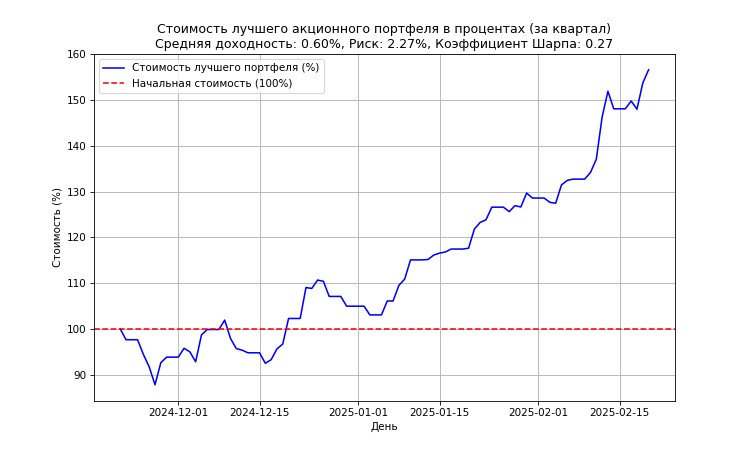 Стоимость лучшего акционного портфеля в процентах (за квартал)
Средняя доходность: 0.60%, Риск: 2.27%, Коэффициент Шарпа: 0.27
Стоимость лучшего портфеля (%)
Начальная стоимость (100%)
Стоимость (%)
160
150
140
130
120
110
100
90
2024-12-01
2024-12-15
2025-01-01
2025-01-15
2025-02-01
2025-02-15
День